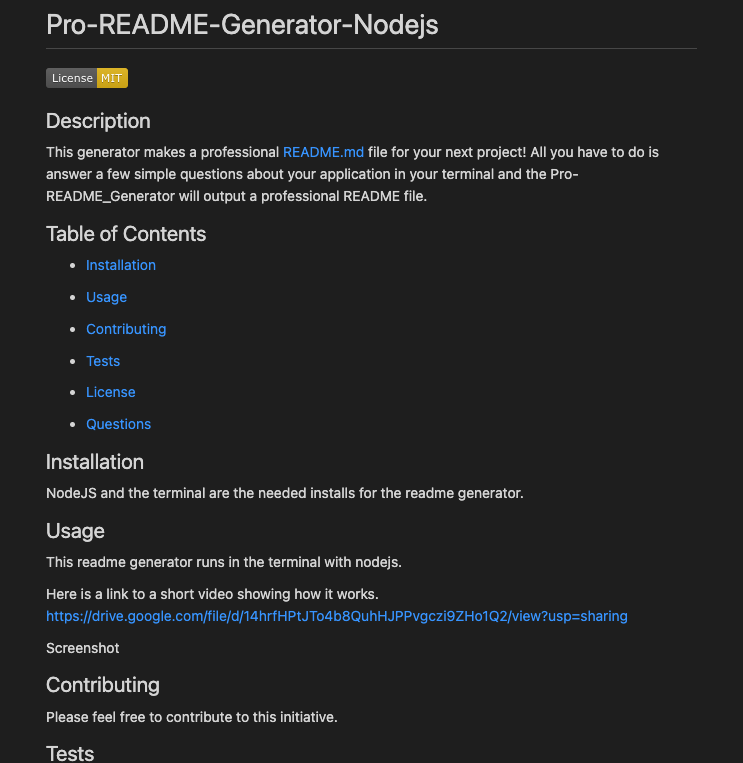 Pro-README-Generator-Nodejs
License MIT
Description
This generator makes a professional README.md file for your next project! All you have to do is
answer a few simple questions about your application in your terminal and the Pro-
README_Generator will output a professional README file.
Table of Contents
Installation
Usage
Contributing
Tests
License
Questions
Installation
NodeJS and the terminal are the needed installs for the readme generator.
Usage
This readme generator runs in the terminal with nodejs.
Here is a link to a short video showing how it works.
https://drive.google.com/file/d/14hrfHPtJTo4b8QuhHJPPvgczi9ZHo1Q2/view?usp=sharing
Screenshot
Contributing
Please feel free to contribute to this initiative.
Tests